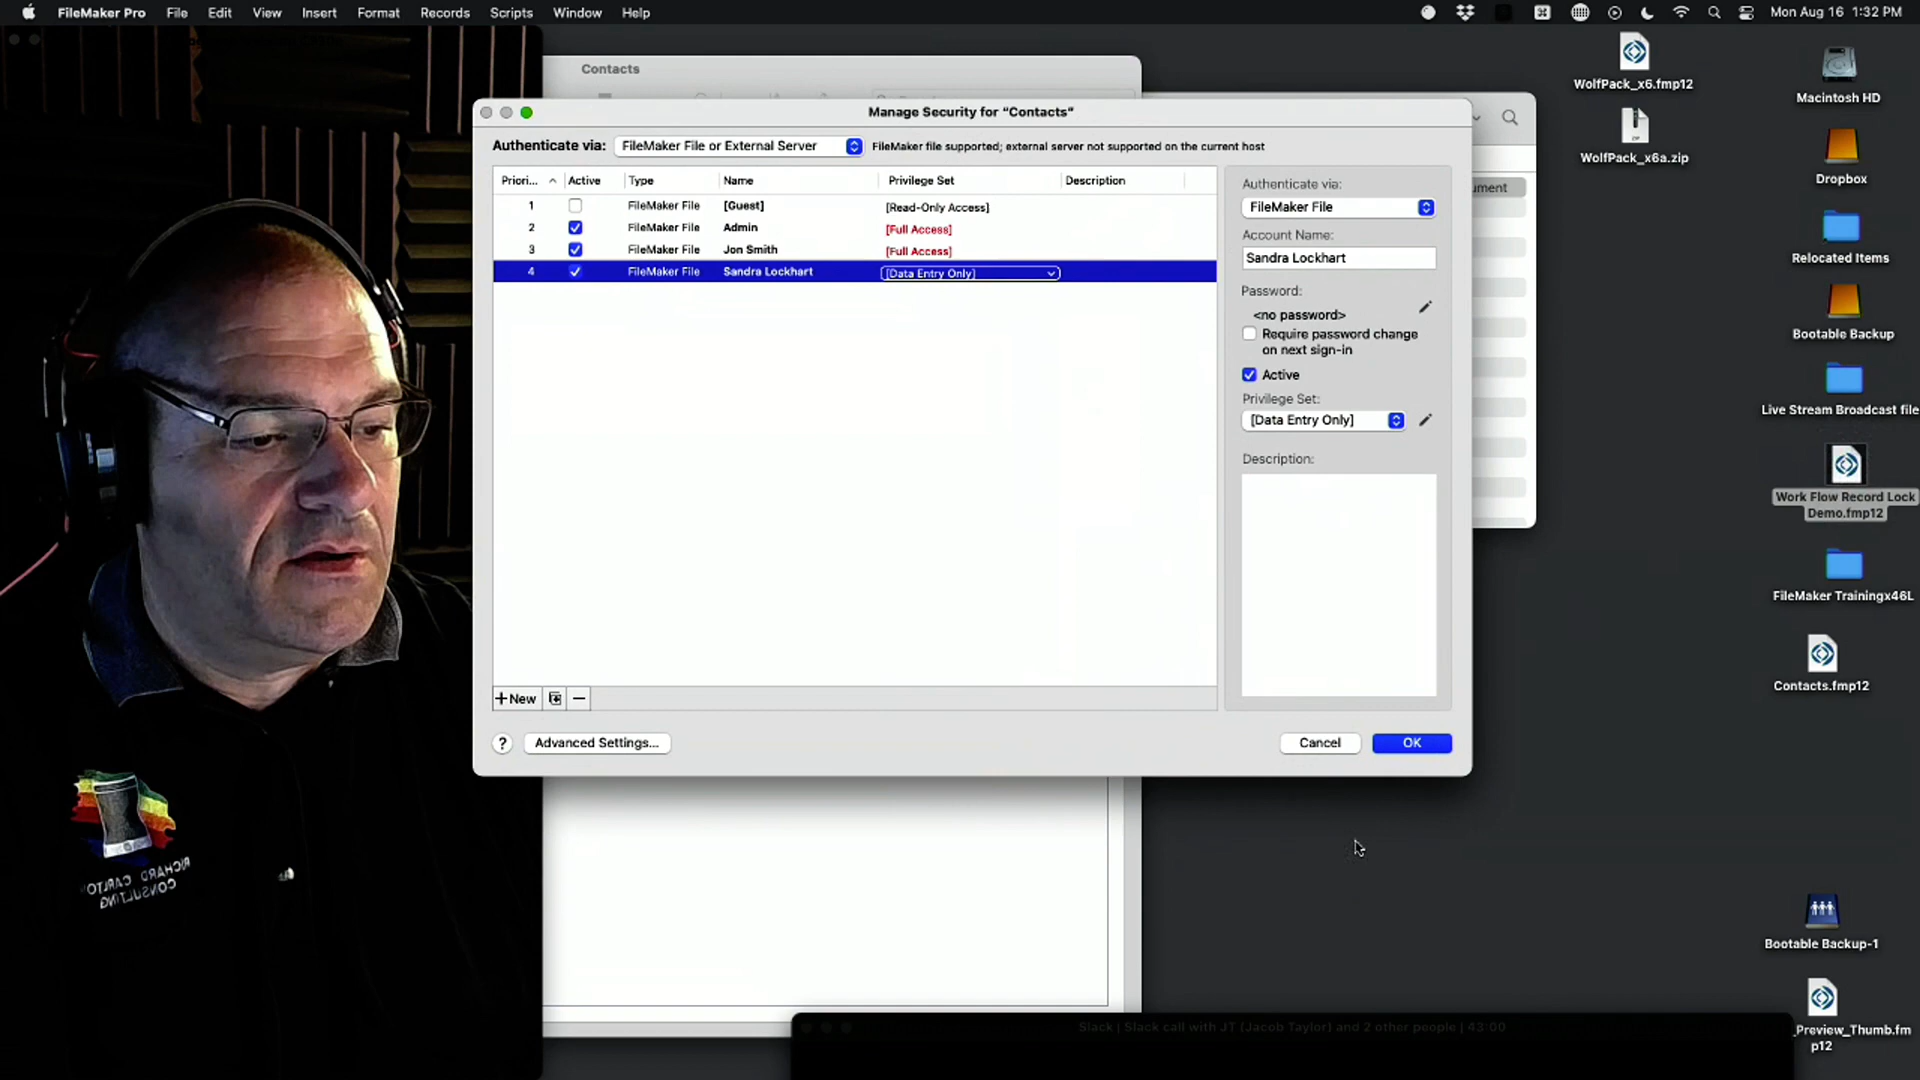 FileMaker Pro File Edit View Insert Format Records Scripts Window Help Mon Aug 16 1:32 PM
Contacts
WolfPack_x6.fmp12
Macintosh HD
Manage Security for “Contacts”
Authenticate via: FileMaker File or External Server FileMaker file supported; external server not supported on the current host
WolfPack_x6a.zip
ZIP
Dropbox
Priori... Active Type Name Privilege Set Description
1 FileMaker File [Guest] [Read-Only Access]
2 FileMaker File Admin [Full Access]
3 FileMaker File Jon Smith [Full Access]
4 FileMaker File Sandra Lockhart [Data Entry Only]
Authenticate via:
FileMaker File
Account Name:
Sandra Lockhart
Password:
<no password>
Require password change
on next sign-in
Active
Privilege Set:
[Data Entry Only]
Description:
+ New
? Advanced Settings... Cancel OK
ument
Relocated Items
Bootable Backup
Live Stream Broadcast file
Work Flow Record Lock
Demo.fmp12
FileMaker Trainingx46L
Contacts.fmp12
Bootable Backup-1
_Preview_Thumb.fm
p12
RICHARD CARLTO
CONSULTING
Slack | Slack call with JT (Jacob Taylor) and 2 other people | 43:00